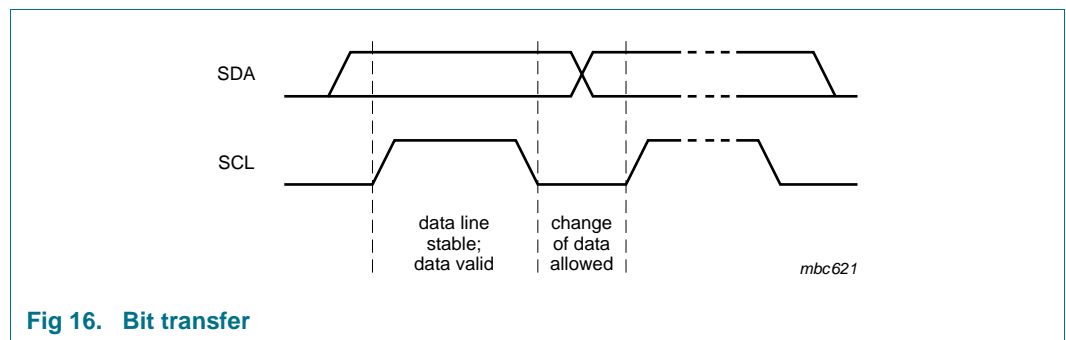 SDA
SCL
data line
stable;
data valid
change
of data
allowed
mbc621
Fig 16. Bit transfer